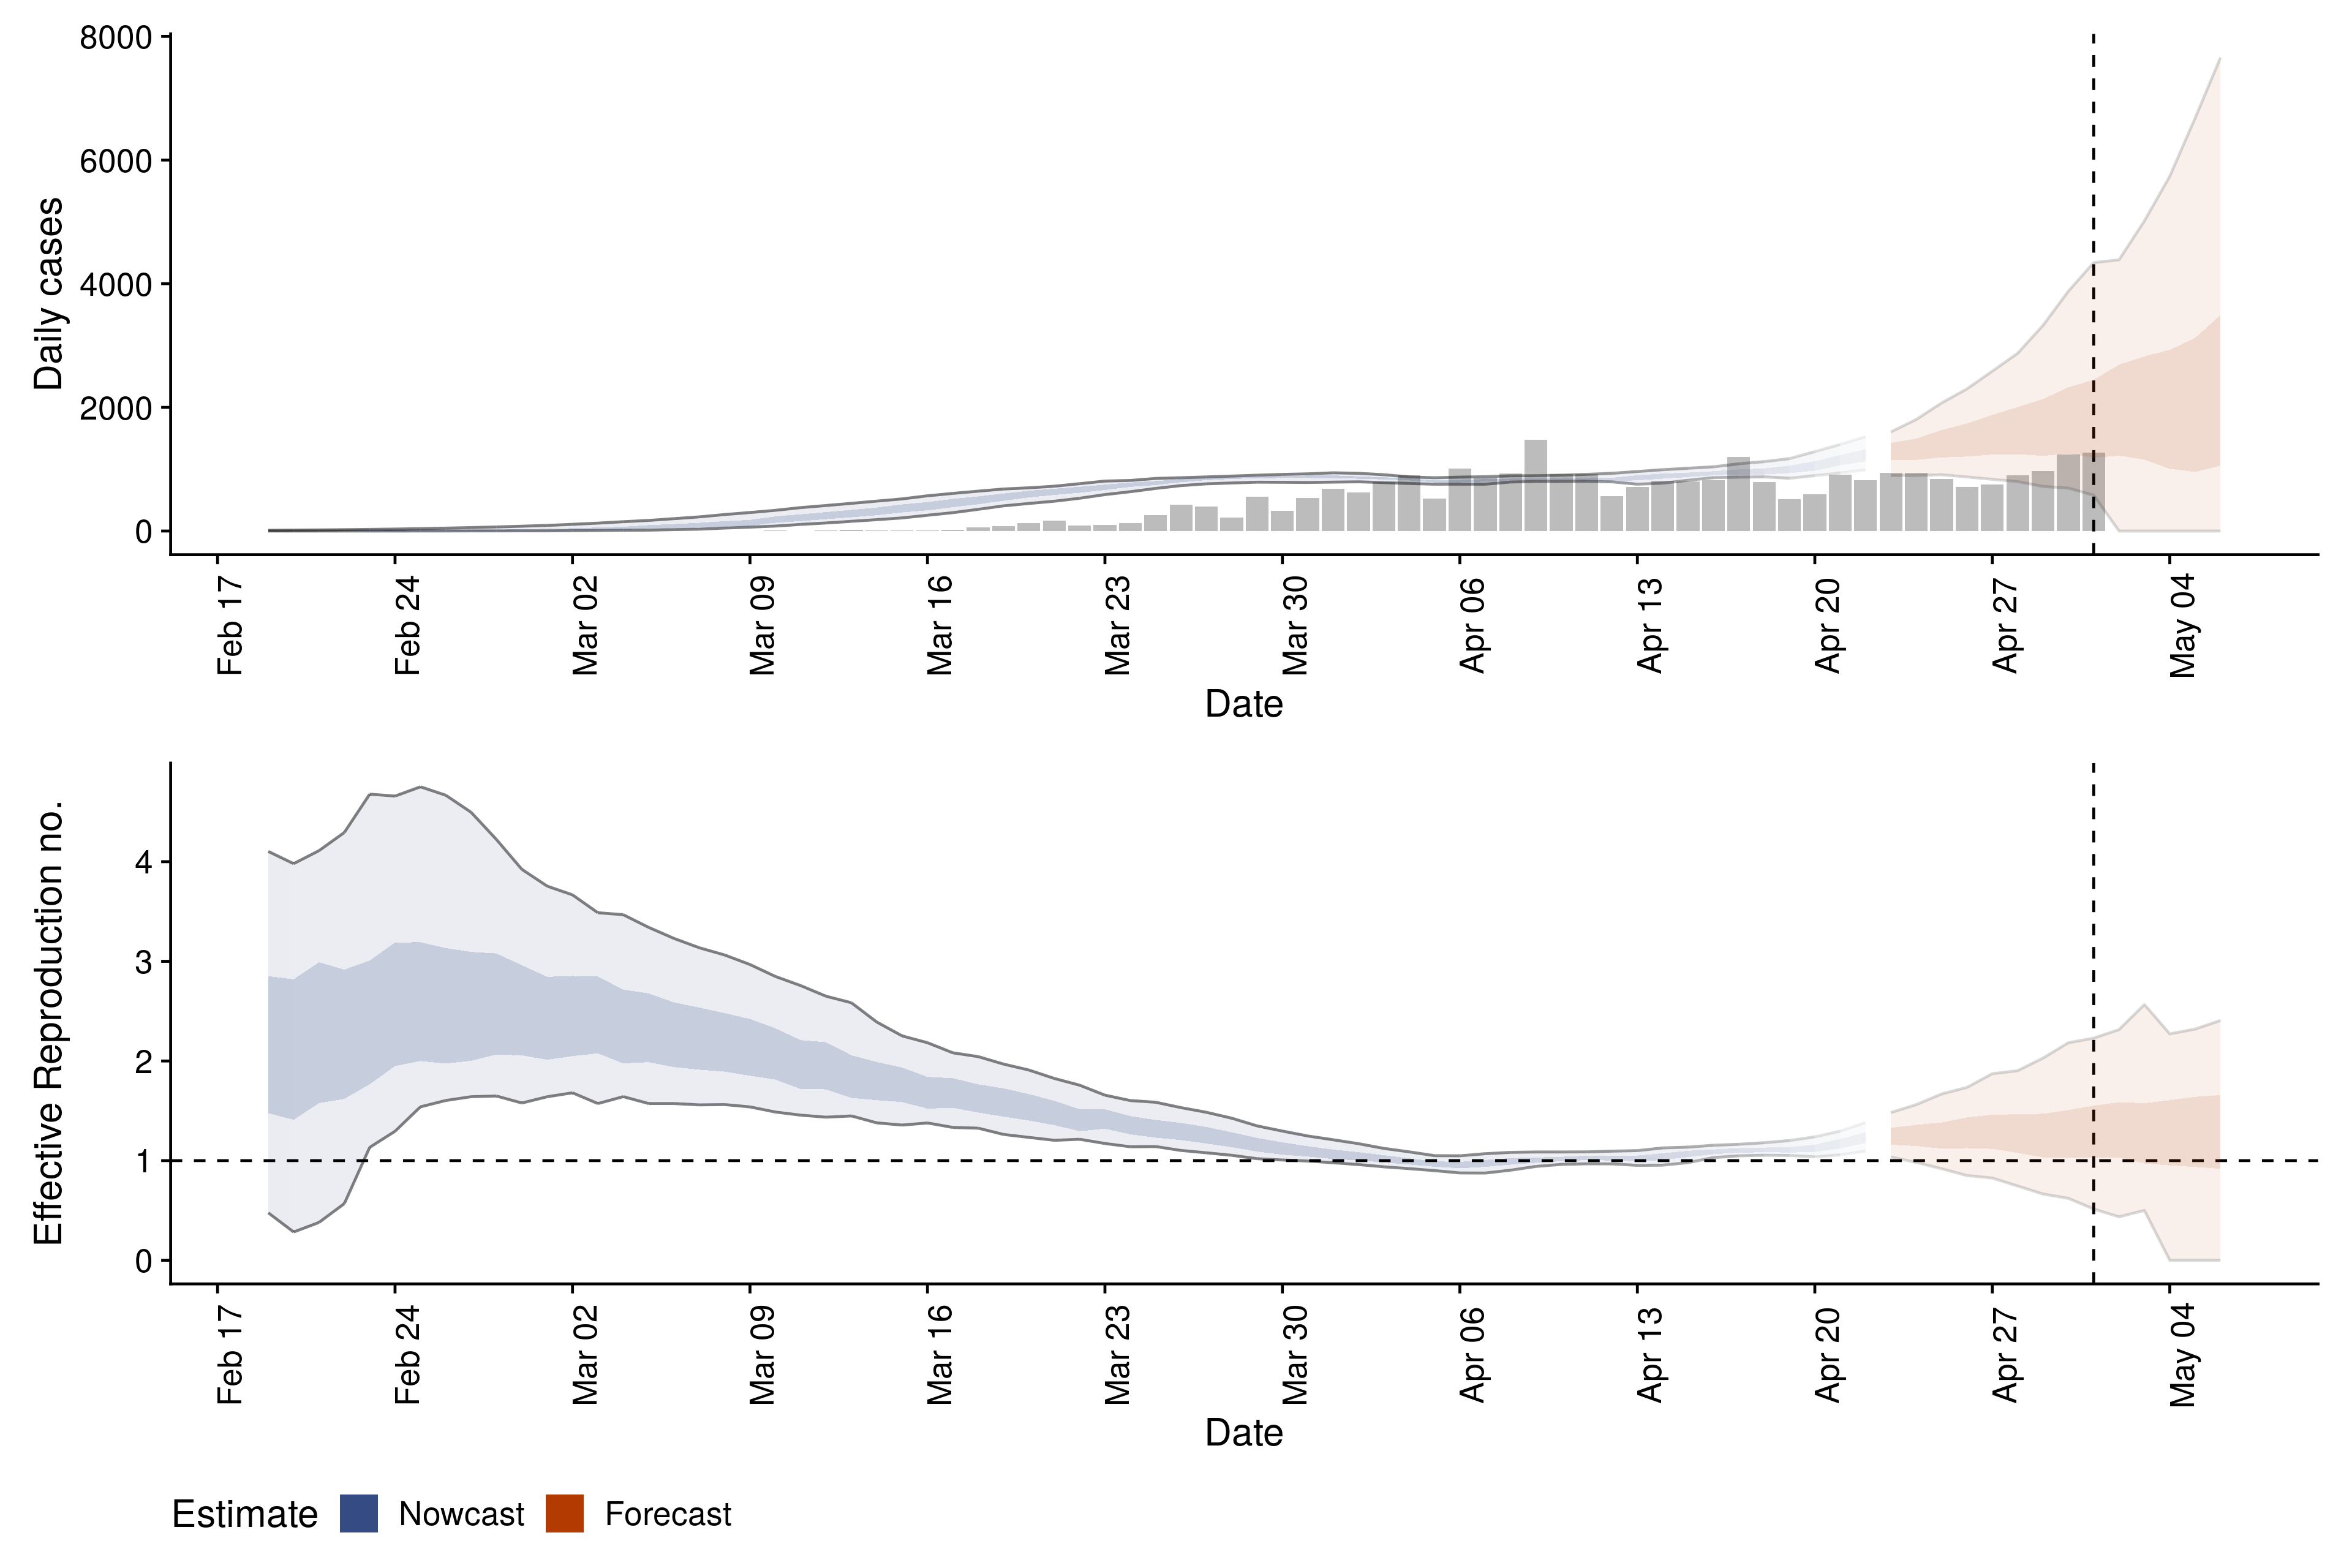 8000
6000
4000
2000
0
Daily cases
Feb 17 Feb 24 Mar 02 Mar 09 Mar 16 Mar 23 Mar 30 Apr 06 Apr 13 Apr 20 Apr 27 May 04
Date
4
3
2
1
0
Effective Reproduction no.
Feb 17 Feb 24 Mar 02 Mar 09 Mar 16 Mar 23 Mar 30 Apr 06 Apr 13 Apr 20 Apr 27 May 04
Date
Estimate Nowcast Forecast